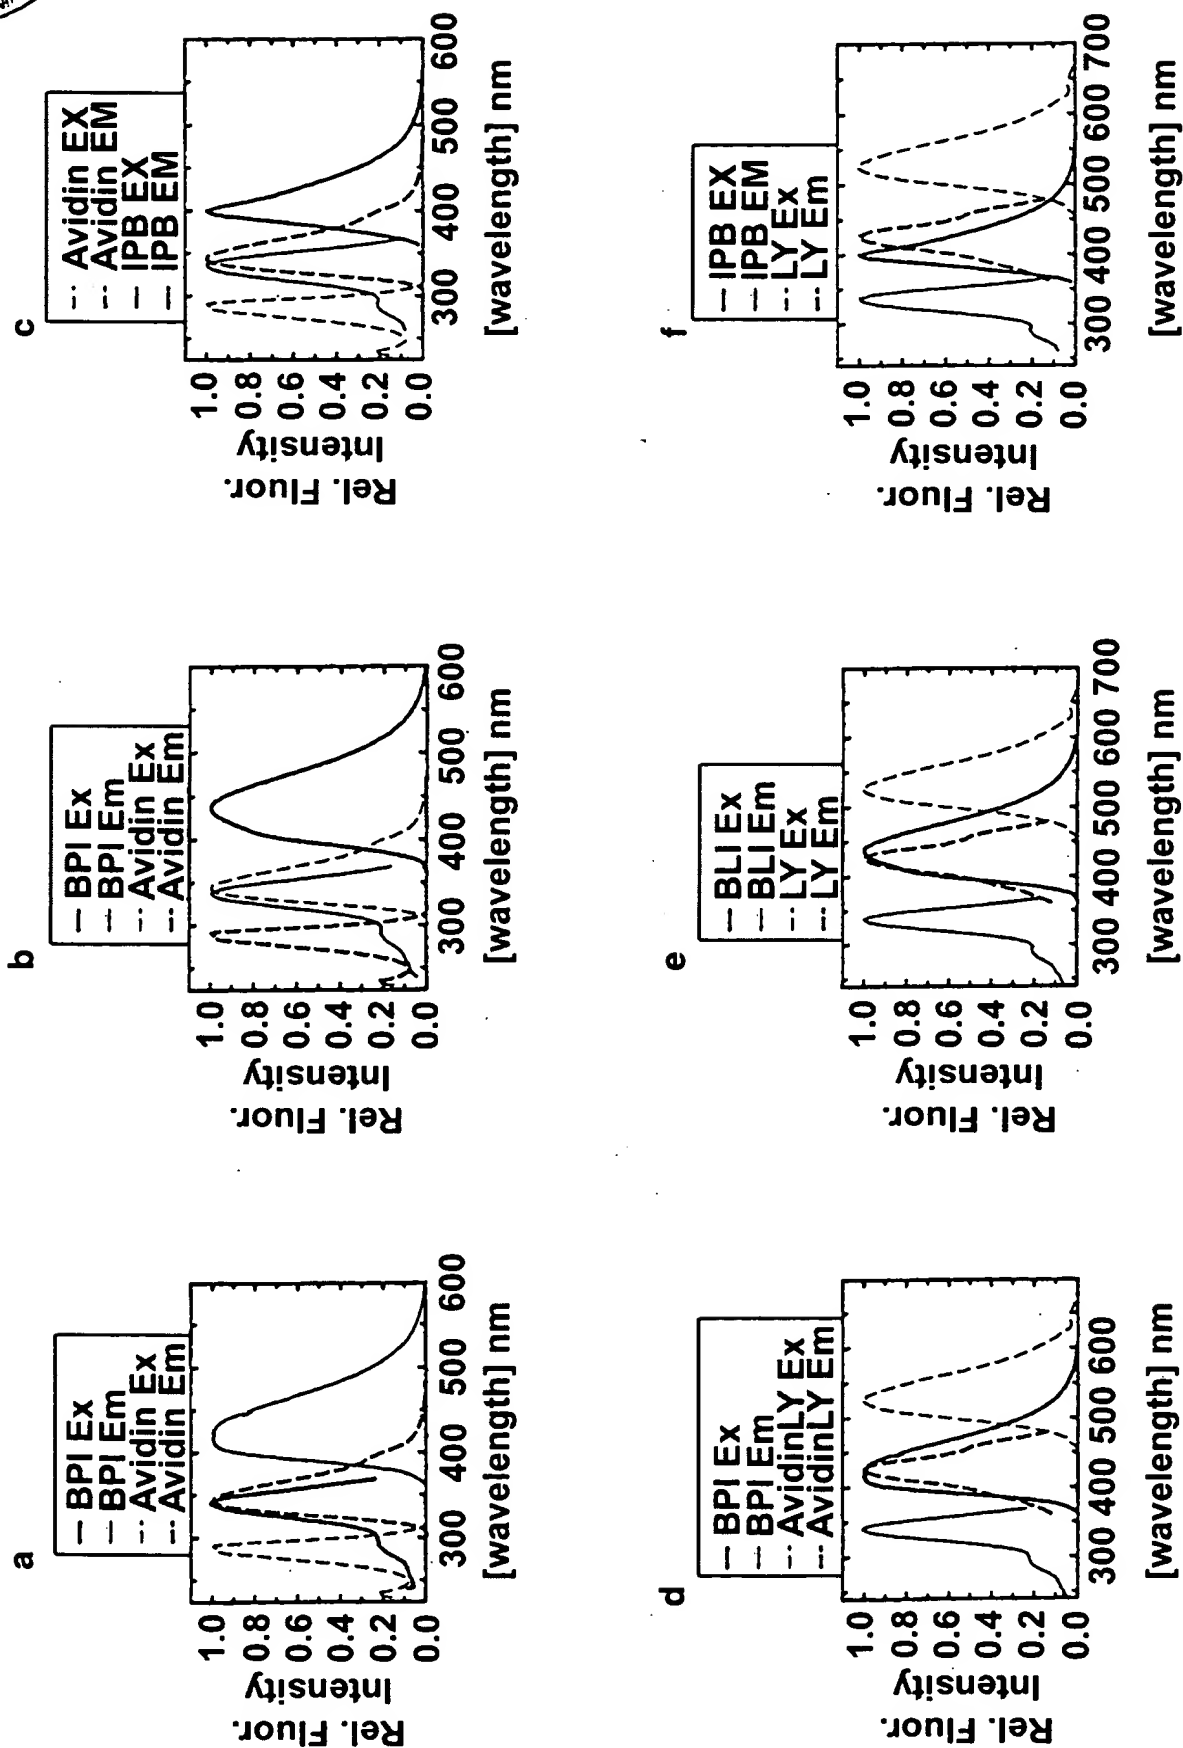 a
BPI Ex
BPI Em
Avidin Ex
Avidin Em
1.0
0.8
0.6
0.4
0.2
0.0
Rel. Fluor.
Intensity
300 400 500 600
[wavelength] nm
b
BPI Ex
BPI Em
Avidin Ex
Avidin Em
1.0
0.8
0.6
0.4
0.2
0.0
Rel. Fluor.
Intensity
300 400 500 600
[wavelength] nm
c
Avidin EX
Avidin EM
IPB EX
IPB EM
1.0
0.8
0.6
0.4
0.2
0.0
Rel. Fluor.
Intensity
300 400 500 600
[wavelength] nm
d
BPI Ex
BPI Em
AvidinLY Ex
AvidinLY Em
1.0
0.8
0.6
0.4
0.2
0.0
Rel. Fluor.
Intensity
300 400 500 600
[wavelength] nm
e
BLI Ex
BLI Em
LY Ex
LY Em
1.0
0.8
0.6
0.4
0.2
0.0
Rel. Fluor.
Intensity
300 400 500 600 700
[wavelength] nm
f
IPB EX
IPB EM
LY Ex
LY Em
1.0
0.8
0.6
0.4
0.2
0.0
Rel. Fluor.
Intensity
300 400 500 600 700
[wavelength] nm